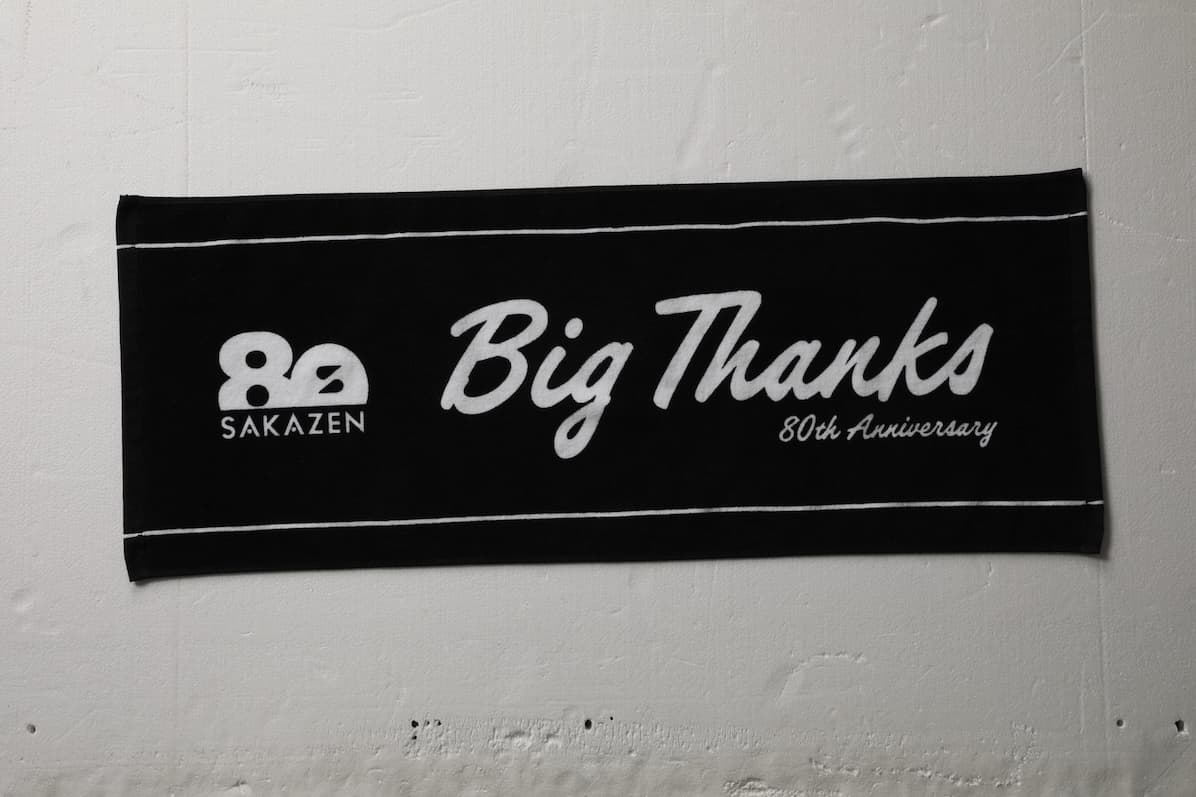 80
SAKAZEN
Big Thanks
80th Anniversary